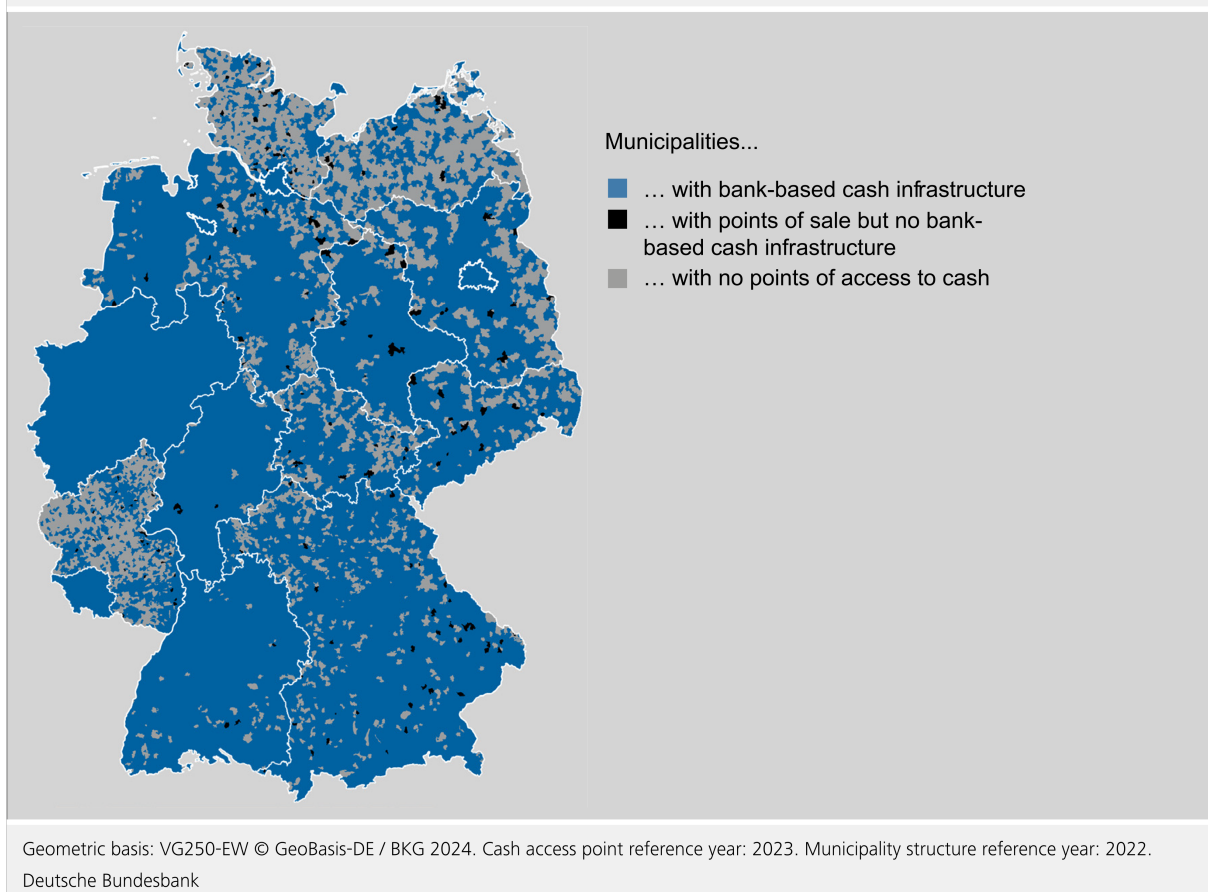 Municipalities...
… with bank-based cash infrastructure
… with points of sale but no bank-
based cash infrastructure
… with no points of access to cash
Geometric basis: VG250-EW © GeoBasis-DE / BKG 2024. Cash access point reference year: 2023. Municipality structure reference year: 2022.
Deutsche Bundesbank